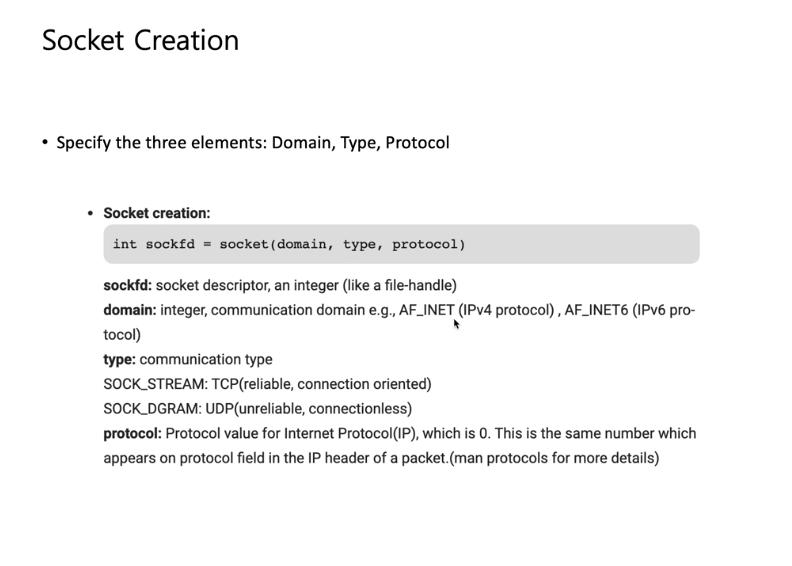 Socket Creation
• Specify the three elements: Domain, Type, Protocol
• Socket creation:
int sockfd = socket(domain, type, protocol)
sockfd: socket descriptor, an integer (like a file-handle)
domain: integer, communication domain e.g., AF_INET (IPv4 protocol) , AF_INET6 (IPv6 pro-
tocol)
type: communication type
SOCK_STREAM: TCP(reliable, connection oriented)
SOCK_DGRAM: UDP(unreliable, connectionless)
protocol: Protocol value for Internet Protocol(IP), which is 0. This is the same number which
appears on protocol field in the IP header of a packet.(man protocols for more details)